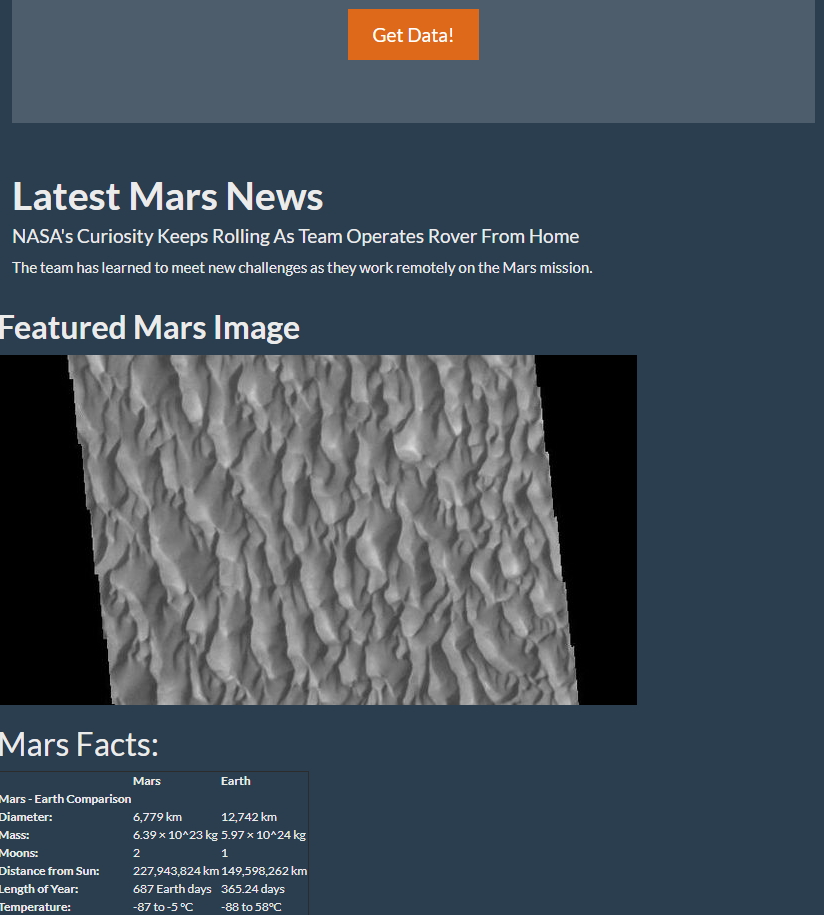 Get Data!
Latest Mars News
NASA's Curiosity Keeps Rolling As Team Operates Rover From Home
The team has learned to meet new challenges as they work remotely on the Mars mission.
Featured Mars Image
Mars Facts:
Mars Earth
Mars - Earth Comparison
Diameter: 6,779 km 12,742 km
Mass: 6.39 × 10^23 kg 5.97 × 10^24 kg
Moons: 2 1
Distance from Sun: 227,943,824 km 149,598,262 km
Length of Year: 687 Earth days 365.24 days
Temperature: -87 to -5 °C -88 to 58°C